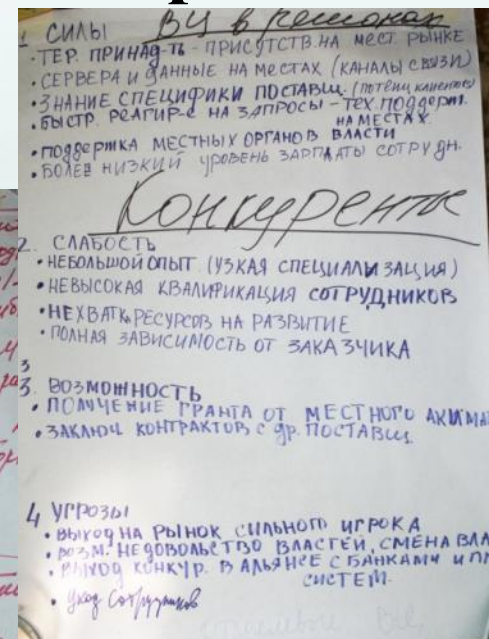 ВЦ в регионах
1 СИЛЫ
• ТЕР. ПРИНАД-ТЬ - ПРИСУТСТВ. НА МЕСТ. РЫНКЕ
• СЕРВЕРА И ДАННЫЕ НА МЕСТАХ (КАНАЛЫ СВЯЗИ)
• ЗНАНИЕ СПЕЦИФИКИ ПОСТАВЩ. (ПОТЕНЦ КЛИЕНТОВ)
• БЫСТР. РЕАГИР-Е НА ЗАПРОСЫ - ТЕХ. ПОДДЕРЖ.
НА МЕСТАХ
• ПОДДЕРЖКА МЕСТНЫХ ОРГАНОВ ВЛАСТИ
• БОЛЕЕ НИЗКИЙ УРОВЕНЬ ЗАРПЛАТЫ СОТРУДН.
Конкуренты
2. СЛАБОСТЬ
• НЕБОЛЬШОЙ ОПЫТ. (УЗКАЯ СПЕЦИАЛИЗАЦИЯ)
• НЕВЫСОКАЯ КВАЛИФИКАЦИЯ СОТРУДНИКОВ
• НЕХВАТКА РЕСУРСОВ НА РАЗВИТИЕ
• ПОЛНАЯ ЗАВИСИМОСТЬ ОТ ЗАКАЗЧИКА
3
3. ВОЗМОЖНОСТЬ
• ПОЛУЧЕНИЕ ГРАНТА ОТ МЕСТНОГО АКИМА
• ЗАКЛЮЧ КОНТРАКТОВ С ДР. ПОСТАВЩ
4 УГРОЗЫ
• ВЫХОД НА РЫНОК СИЛЬНОГО ИГРОКА
• ВОЗМ. НЕДОВОЛЬСТВО ВЛАСТЕЙ, СМЕНА ВЛА
• ВЫХОД КОНКУР. В АЛЬЯНСЕ С БАНКАМИ И
СИСТЕМ.
• Уход Сотрудников